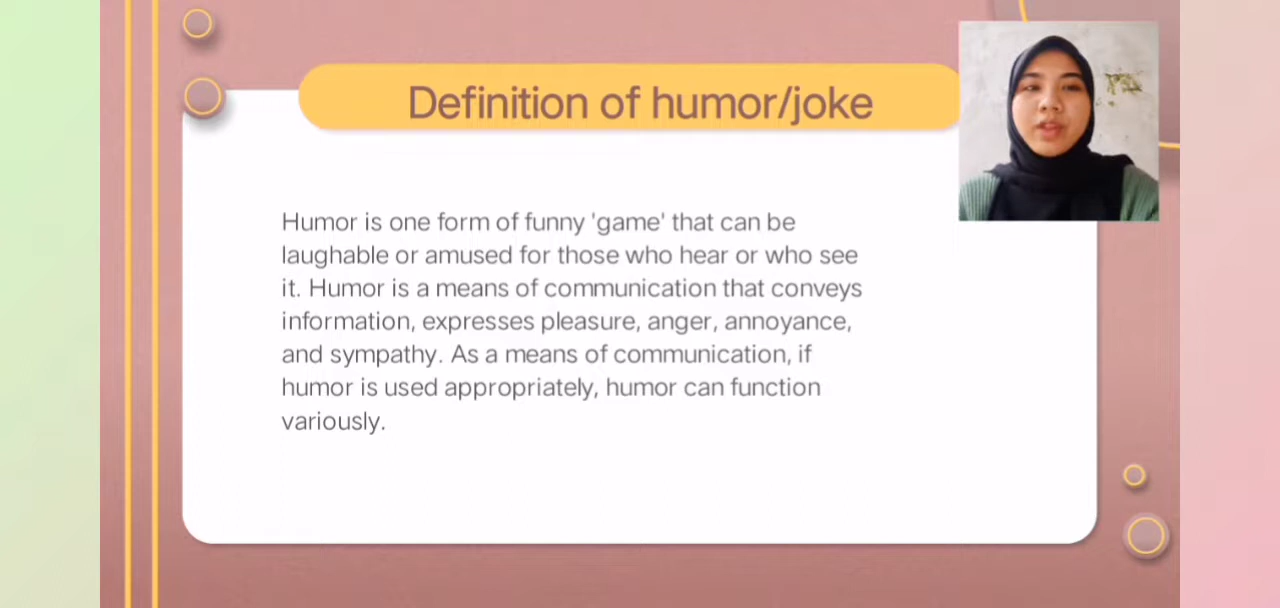 Definition of humor/joke
Humor is one form of funny 'game' that can be
laughable or amused for those who hear or who see
it. Humor is a means of communication that conveys
information, expresses pleasure, anger, annoyance,
and sympathy. As a means of communication, if
humor is used appropriately, humor can function
variously.